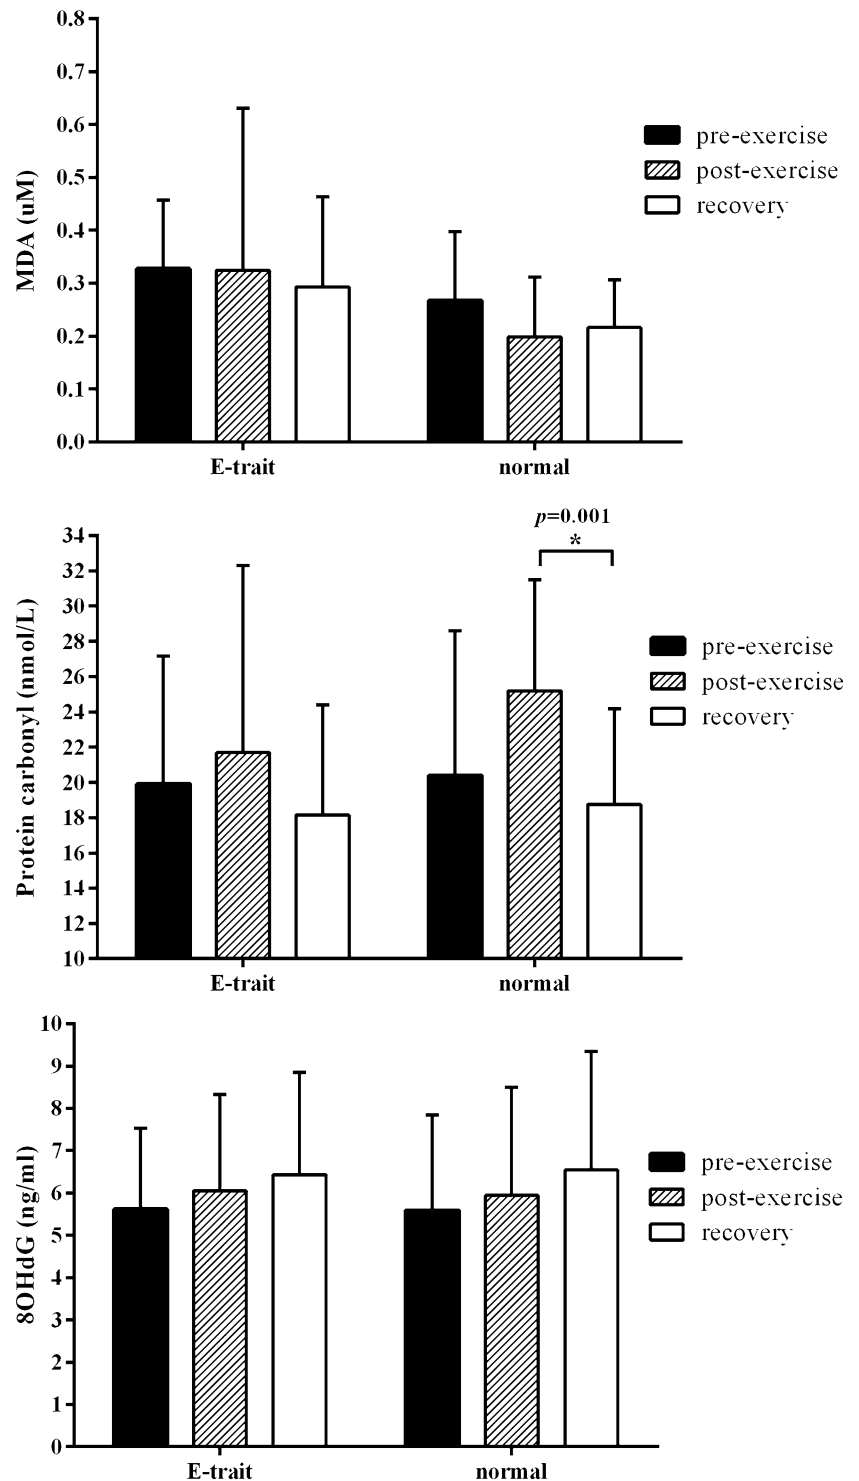 0.8
0.7
0.6
0.5
0.4
0.3
0.2
0.1
0.0
MDA (uM)
pre-exercise
post-exercise
recovery
E-trait
normal
p=0.001
*
34
32
30
28
26
24
22
20
18
16
14
12
10
Protein carbonyl (nmol/L)
pre-exercise
post-exercise
recovery
E-trait
normal
10
9
8
7
6
5
4
3
2
1
0
8OHdG (ng/ml)
pre-exercise
post-exercise
recovery
E-trait
normal